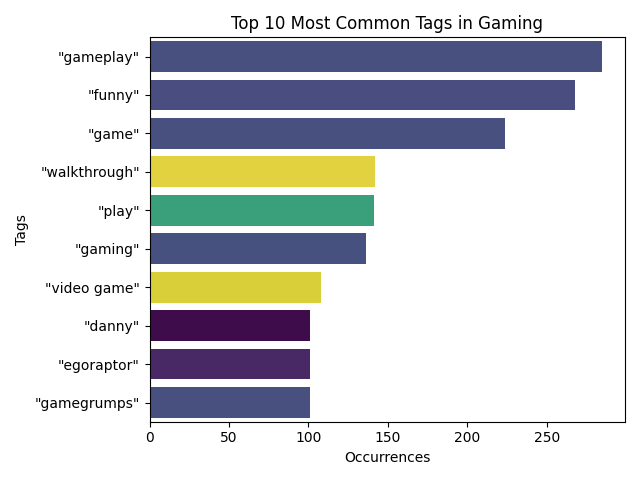 Top 10 Most Common Tags in Gaming
"gameplay"
"funny"
"game"
"walkthrough"
"play"
"gaming"
"video game"
"danny"
"egoraptor"
"gamegrumps"
Tags
0 50 100 150 200 250
Occurrences